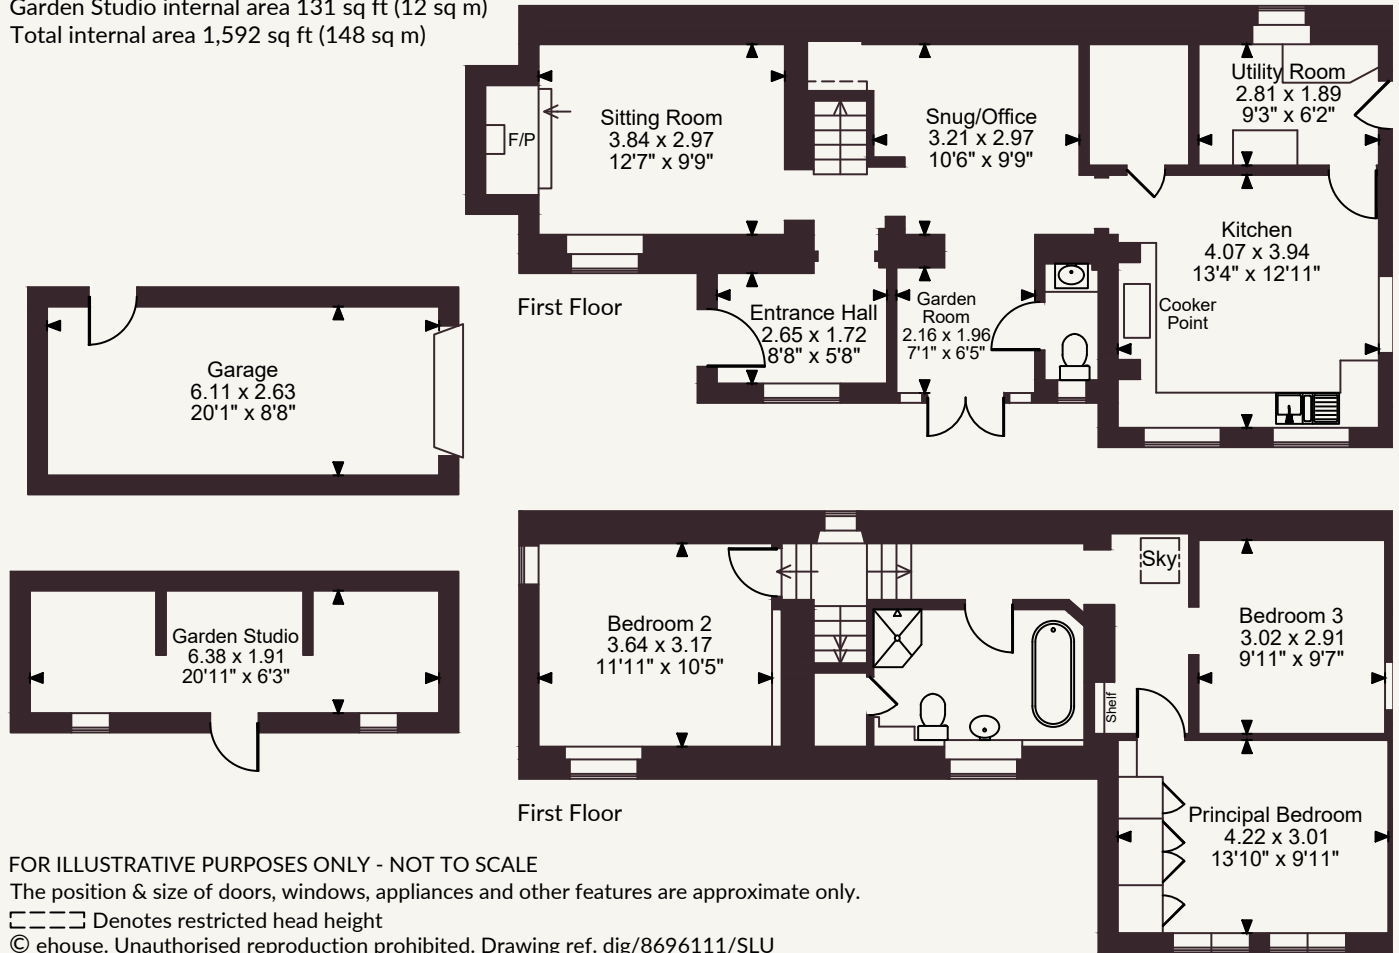 Garden Studio internal area 131 sq ft (12 sq m)
Total internal area 1,592 sq ft (148 sq m)
F/P
Sitting Room
3.84 x 2.97
12'7" x 9'9"
Snug/Office
3.21 x 2.97
10'6" x 9'9"
Utility Room
2.81 x 1.89
9'3" x 6'2"
Kitchen
4.07 x 3.94
13'4" x 12'11"
Cooker
Point
First Floor
Entrance Hall
2.65 x 1.72
8'8" x 5'8"
Garden
Room
2.16 x 1.96
7'1" x 6'5"
Garage
6.11 x 2.63
20'1" x 8'8"
Garden Studio
6.38 x 1.91
20'11" x 6'3"
Bedroom 2
3.64 x 3.17
11'11" x 10'5"
Sky
Bedroom 3
3.02 x 2.91
9'11" x 9'7"
Shelf
Principal Bedroom
4.22 x 3.01
13'10" x 9'11"
First Floor
FOR ILLUSTRATIVE PURPOSES ONLY - NOT TO SCALE
The position & size of doors, windows, appliances and other features are approximate only.
Denotes restricted head height
© ehouse. Unauthorised reproduction prohibited. Drawing ref. dig/8696111/SLU